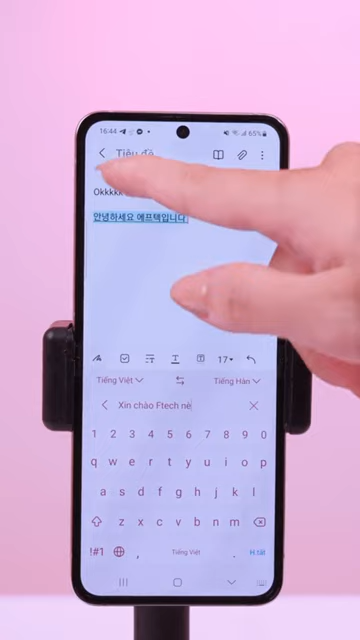 16:44
65%
Tiêu đề
Okkkkk
안녕하세요 에프텍입니다
17
Tiếng Việt
Tiếng Hàn
Xin chào Ftech nè
1 2 3 4 5 6 7 8 9 0
q w e r t y u i o p
a s d f g h j k l
z x c v b n m
!#1 , Tiếng Việt . H.tất